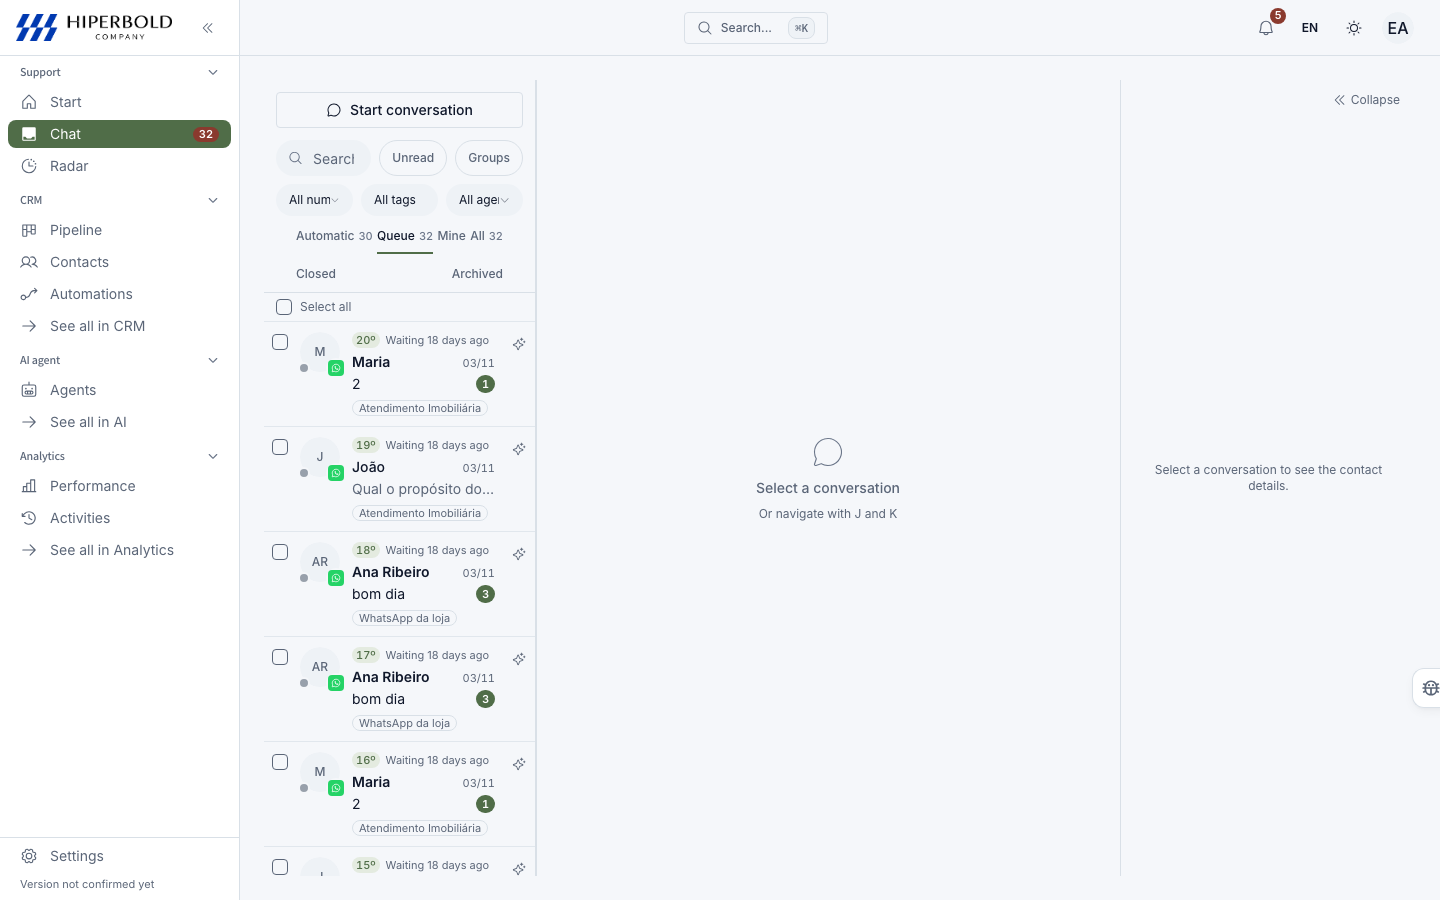 HIPERBOLD
COMPANY
Search...
⌘K
5
EN
EA
Support
Start
Chat 32
Radar
CRM
Pipeline
Contacts
Automations
See all in CRM
AI agent
Agents
See all in AI
Analytics
Performance
Activities
See all in Analytics
Settings
Version not confirmed yet
Start conversation
Search Unread Groups
All num All tags All agen
Automatic 30 Queue 32 Mine All 32
Closed Archived
Select all
M
20º Waiting 18 days ago
Maria 03/11
2 1
Atendimento Imobiliária
J
19º Waiting 18 days ago
João 03/11
Qual o propósito do...
Atendimento Imobiliária
AR
18º Waiting 18 days ago
Ana Ribeiro 03/11
bom dia 3
WhatsApp da loja
AR
17º Waiting 18 days ago
Ana Ribeiro 03/11
bom dia 3
WhatsApp da loja
M
16º Waiting 18 days ago
Maria 03/11
2 1
Atendimento Imobiliária
15º Waiting 18 days ago
Select a conversation
Or navigate with J and K
Collapse
Select a conversation to see the contact
details.